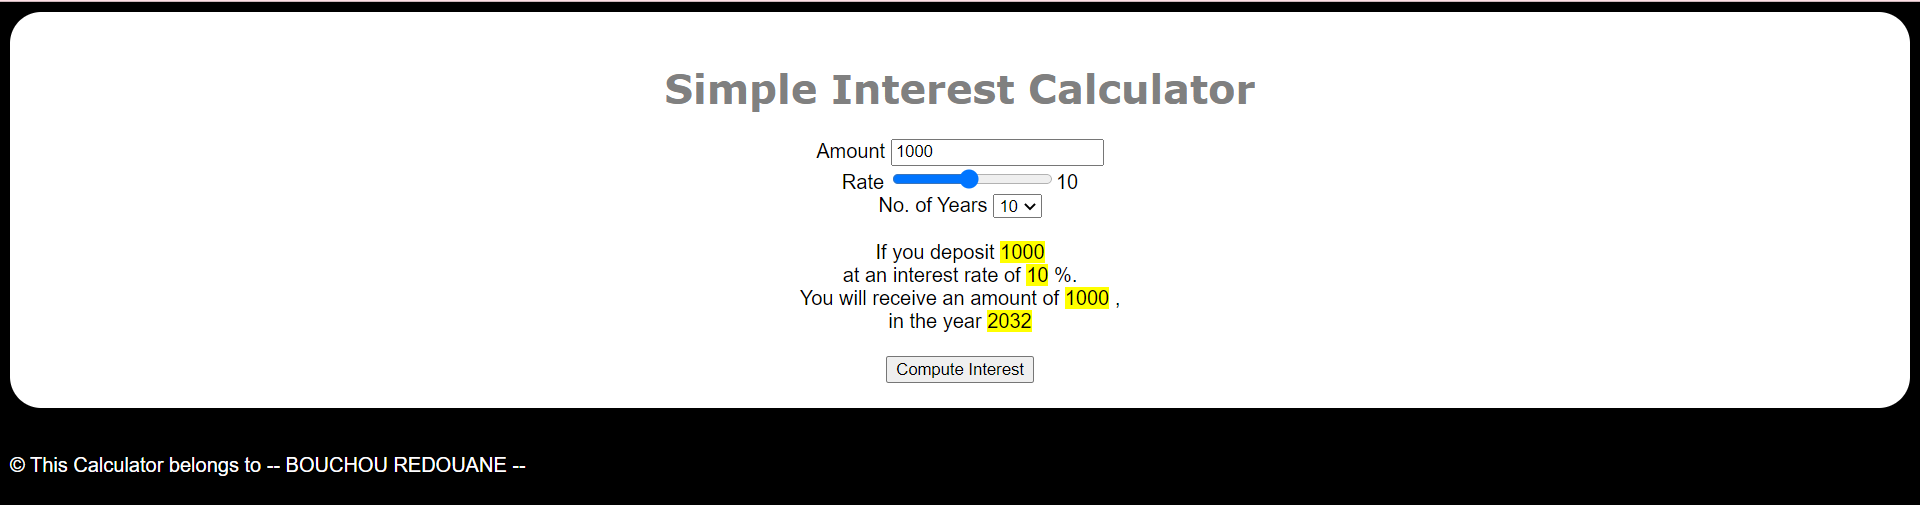 Simple Interest Calculator
Amount 1000
Rate 10
No. of Years 10
If you deposit 1000
at an interest rate of 10 %.
You will receive an amount of 1000 ,
in the year 2032
Compute Interest
© This Calculator belongs to -- BOUCHOU REDOUANE --